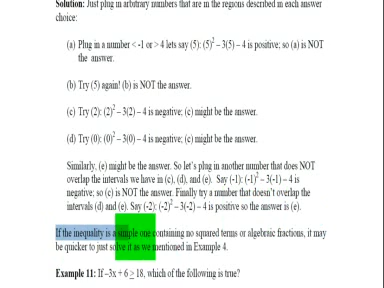 Solution: Just plug in arbitrary numbers that are in the regions described in each answer
choice:
(a) Plug in a number < -1 or > 4 lets say (5): (5)² – 3(5) – 4 is positive; so (a) is NOT
the answer.
(b) Try (5) again! (b) is NOT the answer.
(c) Try (2): (2)² – 3(2) – 4 is negative; (c) might be the answer.
(d) Try (0): (0)² – 3(0) – 4 is negative; (c) might be the answer.
Similarly, (e) might be the answer. So let's plug in another number that does NOT
overlap the intervals we have in (c), (d), and (e). Say (-1): (-1)² – 3(-1) – 4 is
negative; so (c) is NOT the answer. Finally try a number that doesn't overlap the
intervals (d) and (e). Say (-2): (-2)² – 3(-2) – 4 is positive so the answer is (e).
If the inequality is a simple one containing no squared terms or algebraic fractions, it may
be quicker to just solve it as we mentioned in Example 4.
Example 11: If –3x + 6 ≥ 18, which of the following is true?